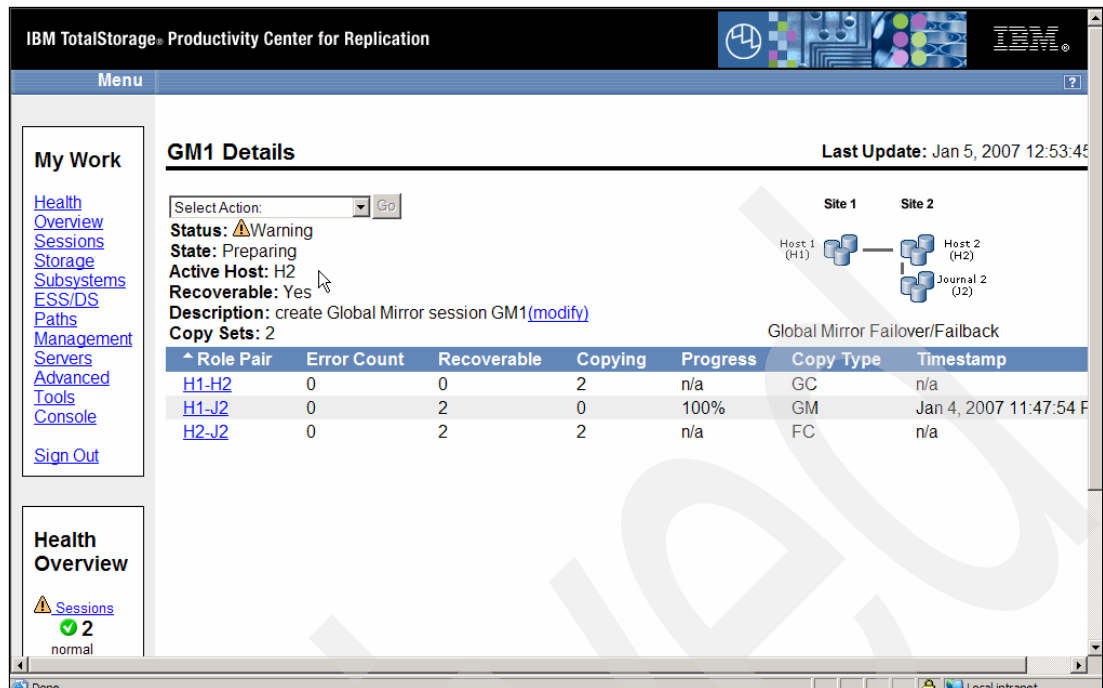 IBM TotalStorage® Productivity Center for Replication
IBM®
Menu
?
My Work
Health
Overview
Sessions
Storage
Subsystems
ESS/DS
Paths
Management
Servers
Advanced
Tools
Console
Sign Out
GM1 Details
Last Update: Jan 5, 2007 12:53:45
Select Action: Go
Status: Warning
State: Preparing
Active Host: H2
Recoverable: Yes
Description: create Global Mirror session GM1(modify)
Copy Sets: 2
Site 1 Site 2
Host 1
(H1)
Host 2
(H2)
Journal 2
(J2)
Global Mirror Failover/Failback
Role Pair Error Count Recoverable Copying Progress Copy Type Timestamp
H1-H2 0 0 2 n/a GC n/a
H1-J2 0 2 0 100% GM Jan 4, 2007 11:47:54
H2-J2 0 2 2 n/a FC n/a
Health
Overview
Sessions
2
normal
Done
Local intranet